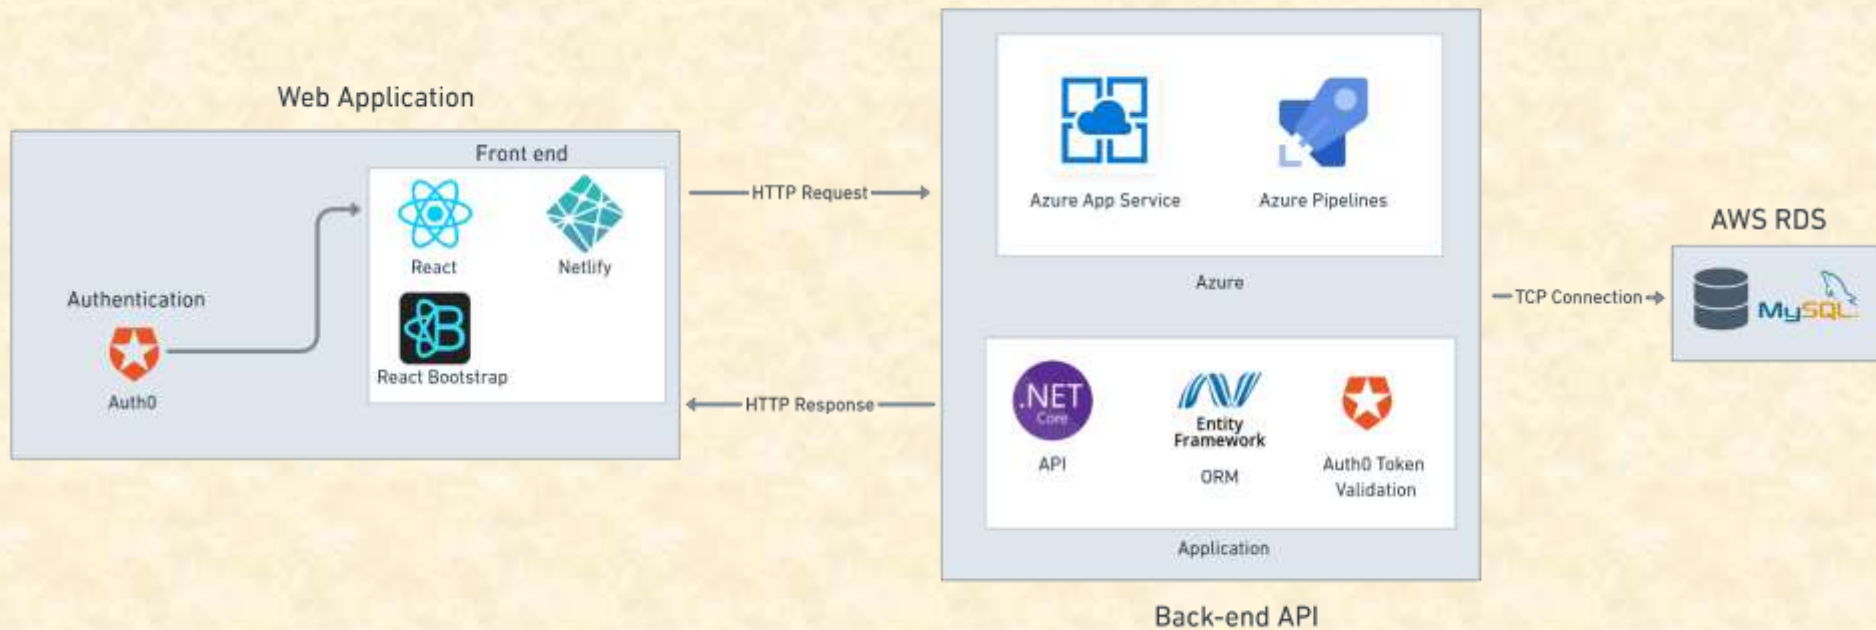 Web Application
Front end
React
Netlify
React Bootstrap
Authentication
Auth0
HTTP Request
HTTP Response
Azure App Service
Azure Pipelines
Azure
.NET
Core
API
Entity
Framework
ORM
Auth0 Token
Validation
Application
Back-end API
TCP Connection
AWS RDS
MySQL